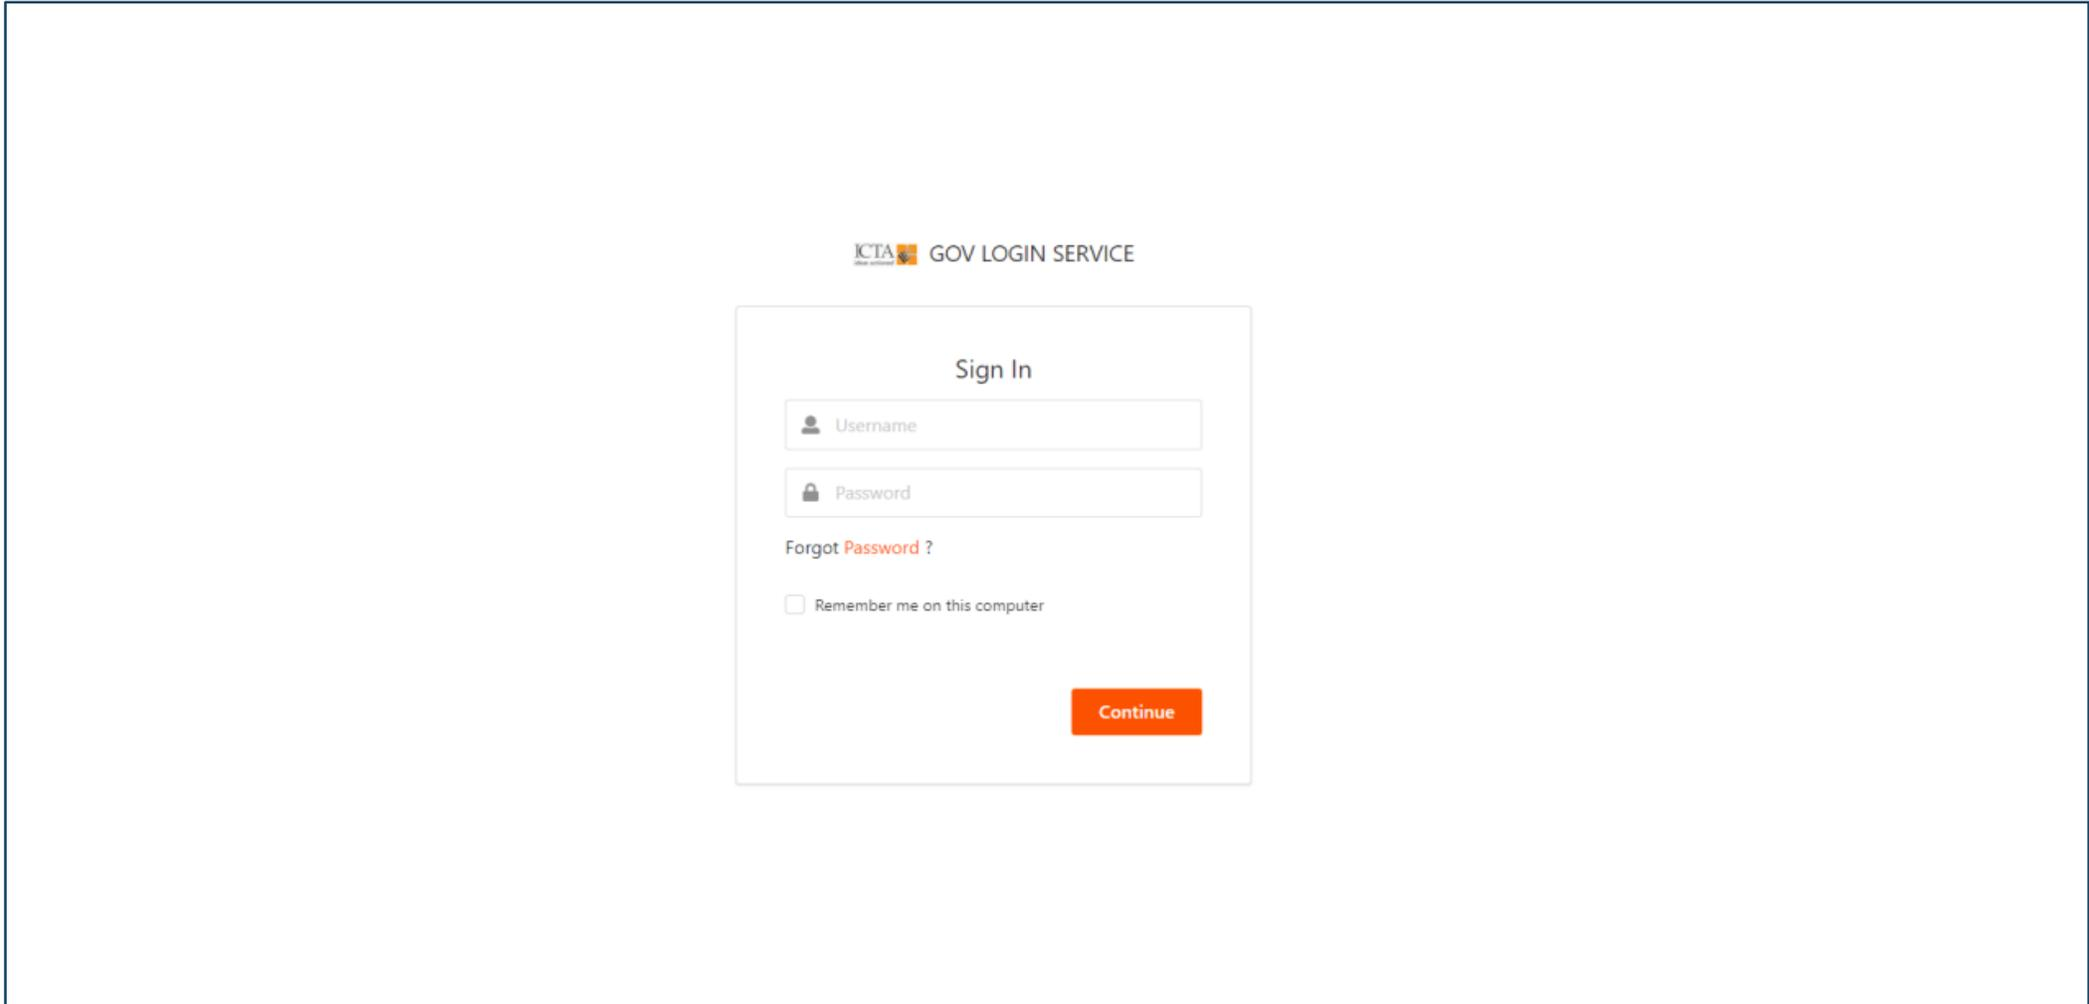 ICTA GOV LOGIN SERVICE
Sign In
Username
Password
Forgot Password ?
Remember me on this computer
Continue